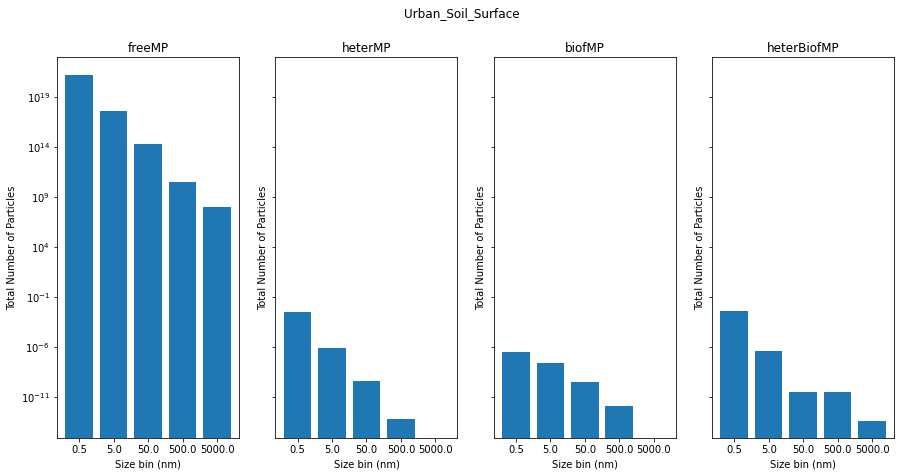 Urban_Soil_Surface
freeMP
heterMP
biofMP
heterBiofMP
Total Number of Particles
10^19
10^14
10^9
10^4
10^-1
10^-6
10^-11
0.5 5.0 50.0 500.0 5000.0
Size bin (nm)
Total Number of Particles
0.5 5.0 50.0 500.0 5000.0
Size bin (nm)
Total Number of Particles
0.5 5.0 50.0 500.0 5000.0
Size bin (nm)
Total Number of Particles
0.5 5.0 50.0 500.0 5000.0
Size bin (nm)